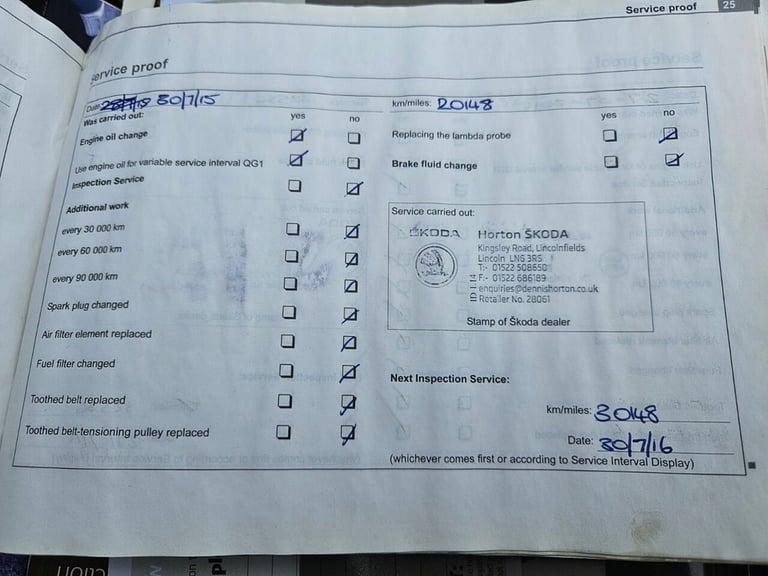 Service proof 25
Service proof
Date: 30/7/15 km/miles: 20148
Was carried out: yes no yes no
Engine oil change
Replacing the lambda probe
Use engine oil for variable service interval QG1
Brake fluid change
Inspection Service
Additional work
every 30 000 km
every 60 000 km
every 90 000 km
Spark plug changed
Air filter element replaced
Fuel filter changed
Toothed belt replaced
Toothed belt-tensioning pulley replaced
Service carried out:
ŠKODA Horton ŠKODA
Kingsley Road, Lincolnfields
Lincoln LN6 3RS
T:- 01522 508650
F:- 01522 686189
enquiries@dennishorton.co.uk
Retailer No. 28061
Stamp of Škoda dealer
Next Inspection Service:
km/miles: 30148
Date: 30/7/16
(whichever comes first or according to Service Interval Display)